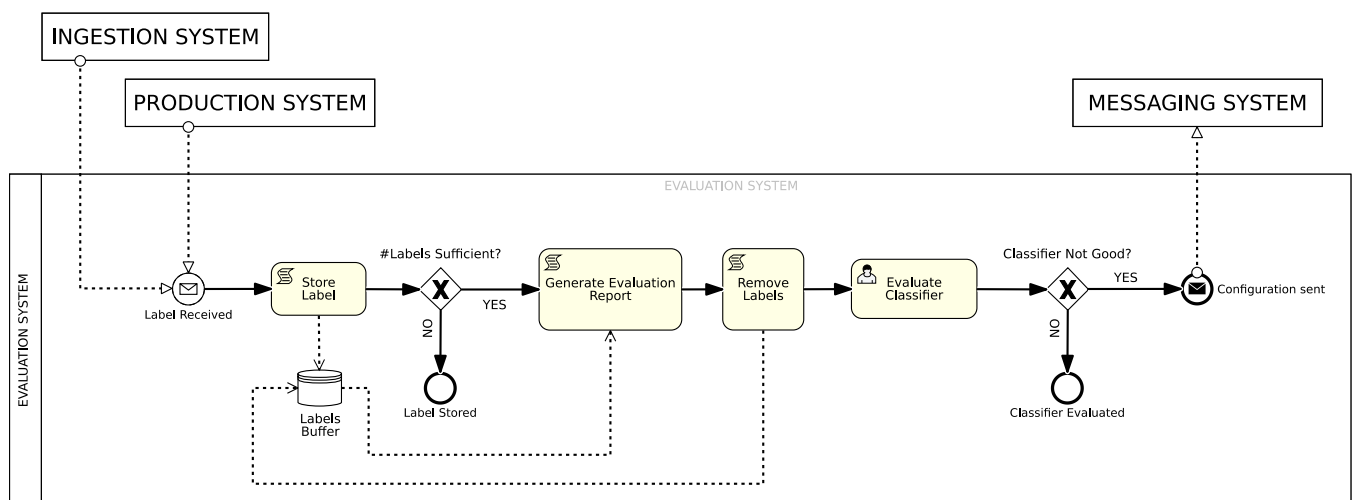 INGESTION SYSTEM
PRODUCTION SYSTEM
MESSAGING SYSTEM
EVALUATION SYSTEM
EVALUATION SYSTEM
Label Received
Store
Label
#Labels Sufficient?
YES
NO
Label Stored
Labels
Buffer
Generate Evaluation
Report
Remove
Labels
Evaluate
Classifier
Classifier Not Good?
YES
NO
Classifier Evaluated
Configuration sent